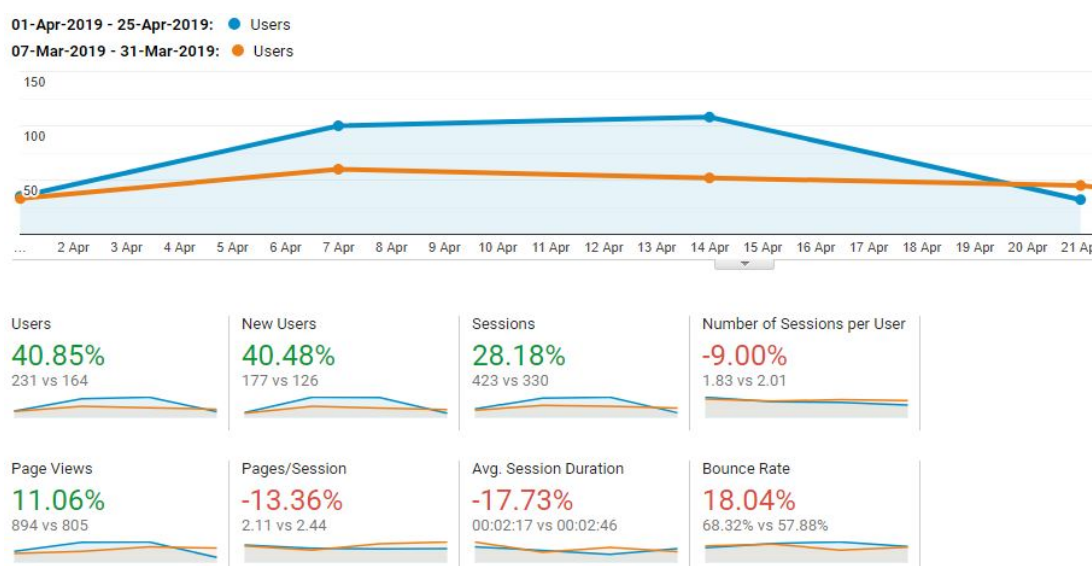 01-Apr-2019 - 25-Apr-2019: Users
07-Mar-2019 - 31-Mar-2019: Users
150
100
50
... 2 Apr 3 Apr 4 Apr 5 Apr 6 Apr 7 Apr 8 Apr 9 Apr 10 Apr 11 Apr 12 Apr 13 Apr 14 Apr 15 Apr 16 Apr 17 Apr 18 Apr 19 Apr 20 Apr 21 Ap
Users New Users Sessions Number of Sessions per User
40.85% 40.48% 28.18% -9.00%
231 vs 164 177 vs 126 423 vs 330 1.83 vs 2.01
Page Views Pages/Session Avg. Session Duration Bounce Rate
11.06% -13.36% -17.73% 18.04%
894 vs 805 2.11 vs 2.44 00:02:17 vs 00:02:46 68.32% vs 57.88%